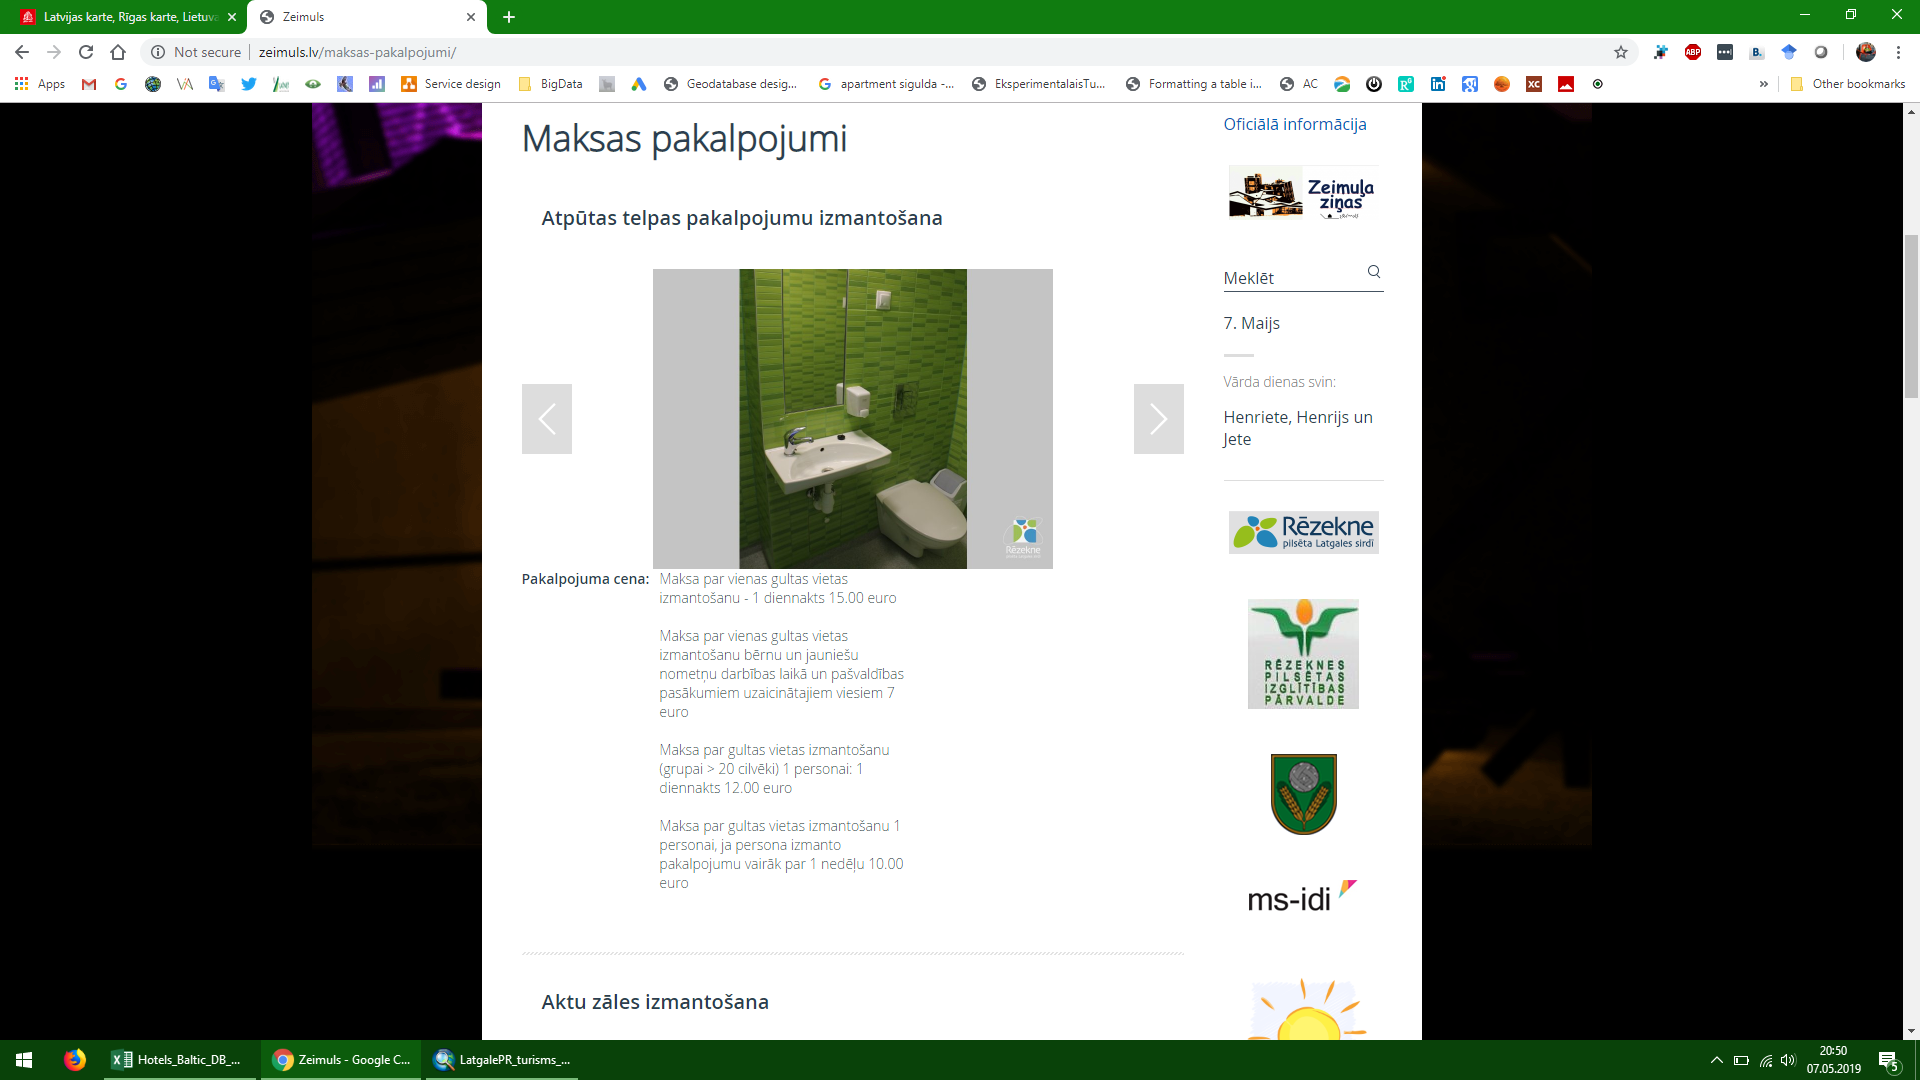 Latvijas karte, Rīgas karte, Lietuva
Zeimuls
Not secure
zeimuls.lv/maksas-pakalpojumi/
Apps
Service design
BigData
Geodatabase desig...
apartment sigulda -...
EksperimentalaisTu...
Formatting a table i...
AC
Other bookmarks
Maksas pakalpojumi
Atpūtas telpas pakalpojumu izmantošana
Rēzekne
Pakalpojuma cena:
Maksa par vienas gultas vietas
izmantošanu - 1 diennakts 15.00 euro
Maksa par vienas gultas vietas
izmantošanu bērnu un jauniešu
nometņu darbības laikā un pašvaldības
pasākumiem uzaicinātajiem viesiem 7
euro
Maksa par gultas vietas izmantošanu
(grupai > 20 cilvēki) 1 personai: 1
diennakts 12.00 euro
Maksa par gultas vietas izmantošanu 1
personai, ja persona izmanto
pakalpojumu vairāk par 1 nedēļu 10.00
euro
Aktu zāles izmantošana
Oficiālā informācija
Zeimuļa
ziņas
Meklēt
7. Maijs
Vārda dienas svin:
Henriete, Henrijs un
Jete
Rēzekne
pilsēta Latgales sirdī
RĒZEKNES
PILSĒTAS
IZGLĪTĪBAS
PĀRVALDE
ms-idi
Hotels_Baltic_DB_...
Zeimuls - Google C...
LatgalePR_turisms_...
20:50
07.05.2019
5